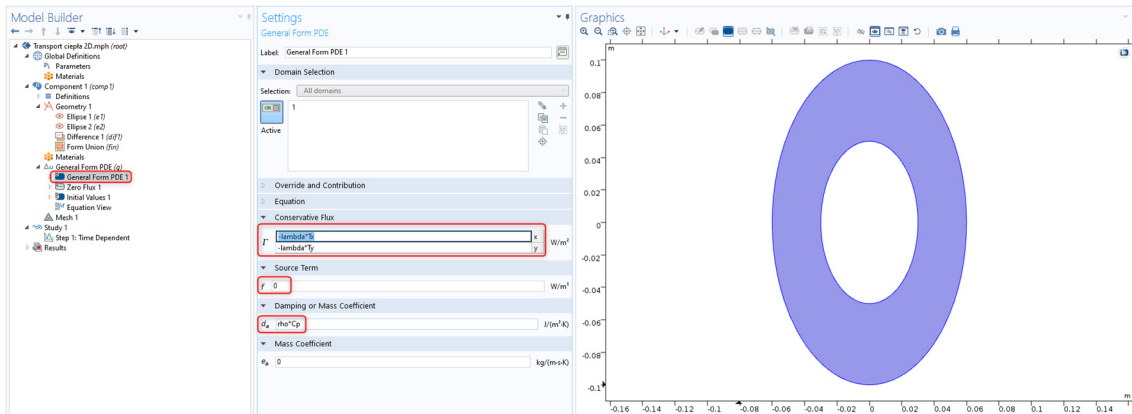 Model Builder
Transport ciepła 2D.mph (root)
Global Definitions
Pi Parameters
Materials
Component 1 (comp1)
Definitions
Geometry 1
Ellipse 1 (e1)
Ellipse 2 (e2)
Difference 1 (dif1)
Form Union (fin)
Materials
Δu General Form PDE (g)
General Form PDE 1
Zero Flux 1
Initial Values 1
Equation View
Mesh 1
Study 1
Step 1: Time Dependent
Results
Settings
General Form PDE
Label: General Form PDE 1
Domain Selection
Selection: All domains
1
Active
Override and Contribution
Equation
Conservative Flux
Γ -lambda*Tx x W/m²
-lambda*Ty y
Source Term
f 0 W/m³
Damping or Mass Coefficient
da rho*Cp J/(m³·K)
Mass Coefficient
ea 0 kg/(m·s·K)
Graphics
m
0.1
0.08
0.06
0.04
0.02
0
-0.02
-0.04
-0.06
-0.08
-0.1
m
-0.16 -0.14 -0.12 -0.1 -0.08 -0.06 -0.04 -0.02 0 0.02 0.04 0.06 0.08 0.1 0.12 0.14